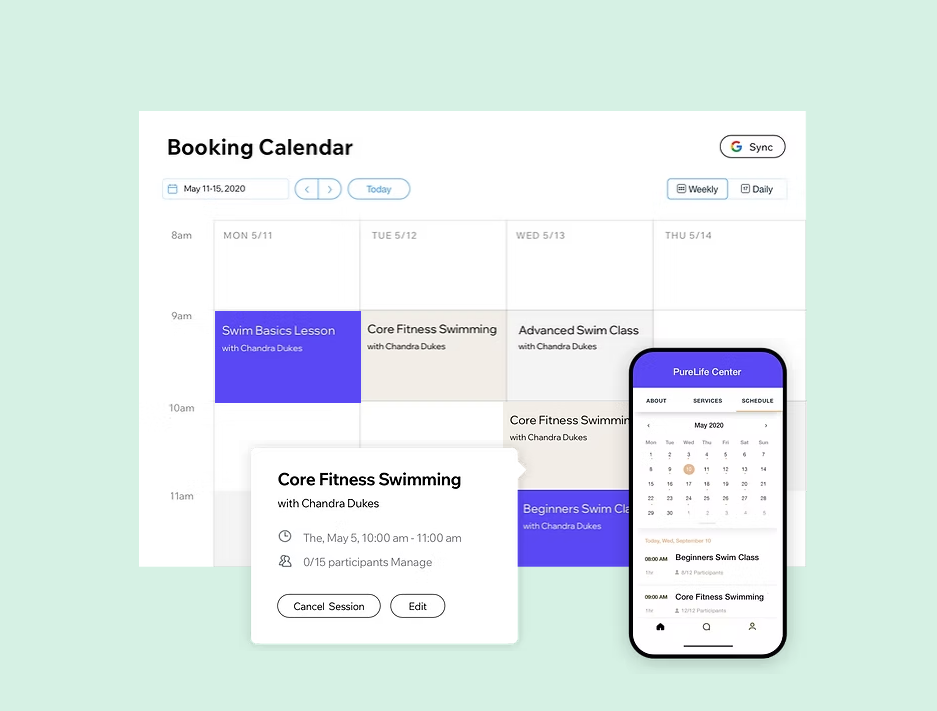 Booking Calendar
Sync
May 11-15, 2020
Today
Weekly
Daily
MON 5/11
TUE 5/12
WED 5/13
THU 5/14
8am
9am
Swim Basics Lesson
with Chandra Dukes
Core Fitness Swimming
with Chandra Dukes
Advanced Swim Class
with Chandra Dukes
10am
Core Fitness Swimmin
with Chandra Dukes
11am
Beginners Swim Cla
with Chandra Dukes
Core Fitness Swimming
with Chandra Dukes
The, May 5, 10:00 am - 11:00 am
0/15 participants Manage
Cancel Session
Edit
PureLife Center
ABOUT SERVICES SCHEDULE
May 2020
Mon Tue Wed Thu Fri Sat Sun
1 2 3 4 5 6 7
8 9 10 11 12 13 14
15 16 17 18 19 20 21
22 23 24 25 26 27 28
29 30 1 2 3 4 5
Today, Wed, September 10
08:00 AM Beginners Swim Class
1hr 8/12 Participants
09:00 AM Core Fitness Swimming
1hr 12/12 Participants